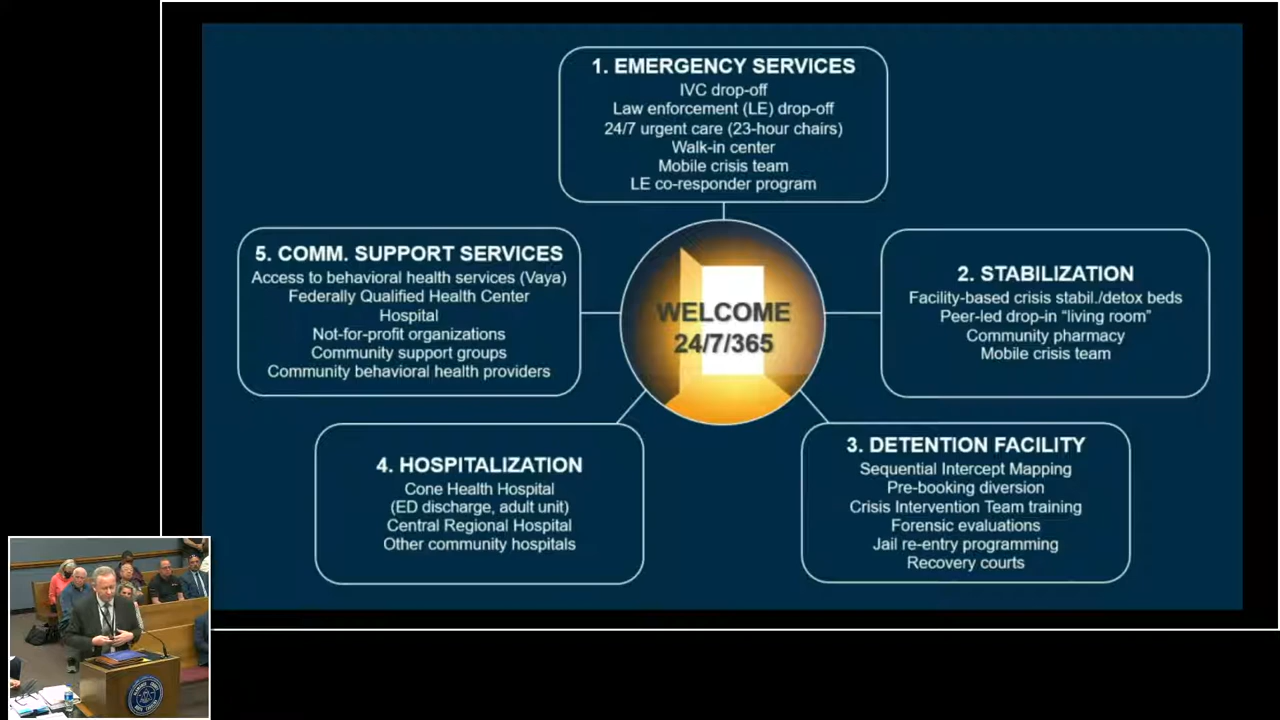 1. EMERGENCY SERVICES
IVC drop-off
Law enforcement (LE) drop-off
24/7 urgent care (23-hour chairs)
Walk-in center
Mobile crisis team
LE co-responder program
WELCOME
24/7/365
2. STABILIZATION
Facility-based crisis stabil./detox beds
Peer-led drop-in “living room”
Community pharmacy
Mobile crisis team
3. DETENTION FACILITY
Sequential Intercept Mapping
Pre-booking diversion
Crisis Intervention Team training
Forensic evaluations
Jail re-entry programming
Recovery courts
4. HOSPITALIZATION
Cone Health Hospital
(ED discharge, adult unit)
Central Regional Hospital
Other community hospitals
5. COMM. SUPPORT SERVICES
Access to behavioral health services (Vaya)
Federally Qualified Health Center
Hospital
Not-for-profit organizations
Community support groups
Community behavioral health providers